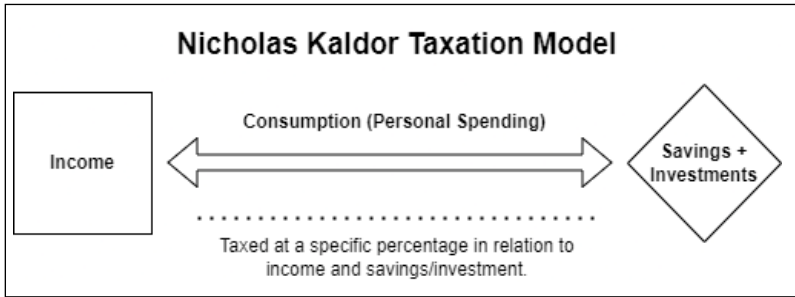 Nicholas Kaldor Taxation Model
Consumption (Personal Spending)
Income
Savings +
Investments
Taxed at a specific percentage in relation to
income and savings/investment.